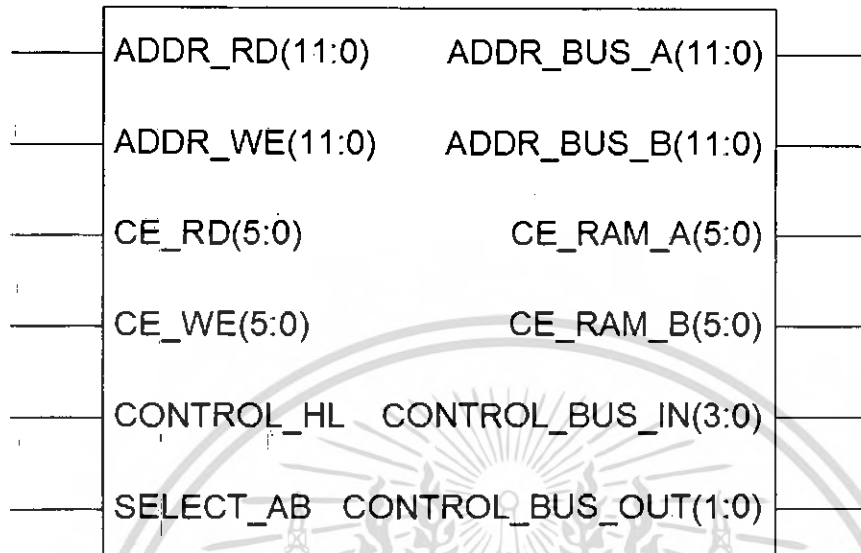 ADDR_RD(11:0) ADDR_BUS_A(11:0)
ADDR_WE(11:0) ADDR_BUS_B(11:0)
CE_RD(5:0) CE_RAM_A(5:0)
CE_WE(5:0) CE_RAM_B(5:0)
CONTROL_HL CONTROL_BUS_IN(3:0)
SELECT_AB CONTROL_BUS_OUT(1:0)